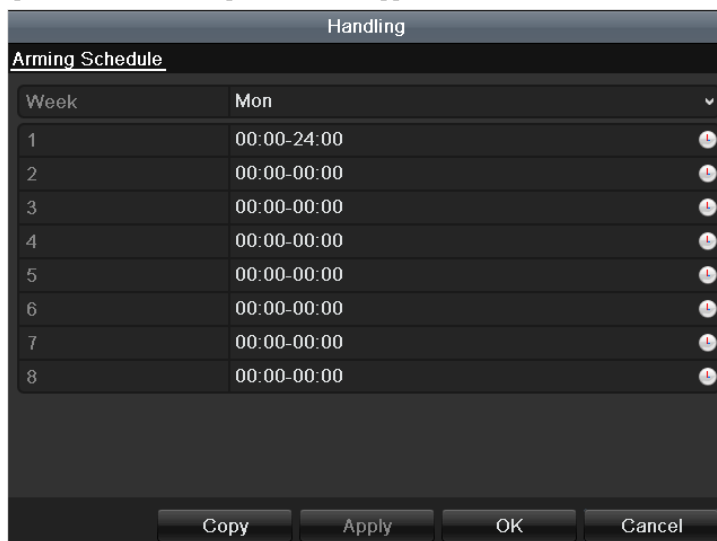 Handling
Arming Schedule
Week Mon
1 00:00-24:00
2 00:00-00:00
3 00:00-00:00
4 00:00-00:00
5 00:00-00:00
6 00:00-00:00
7 00:00-00:00
8 00:00-00:00
Copy Apply OK Cancel